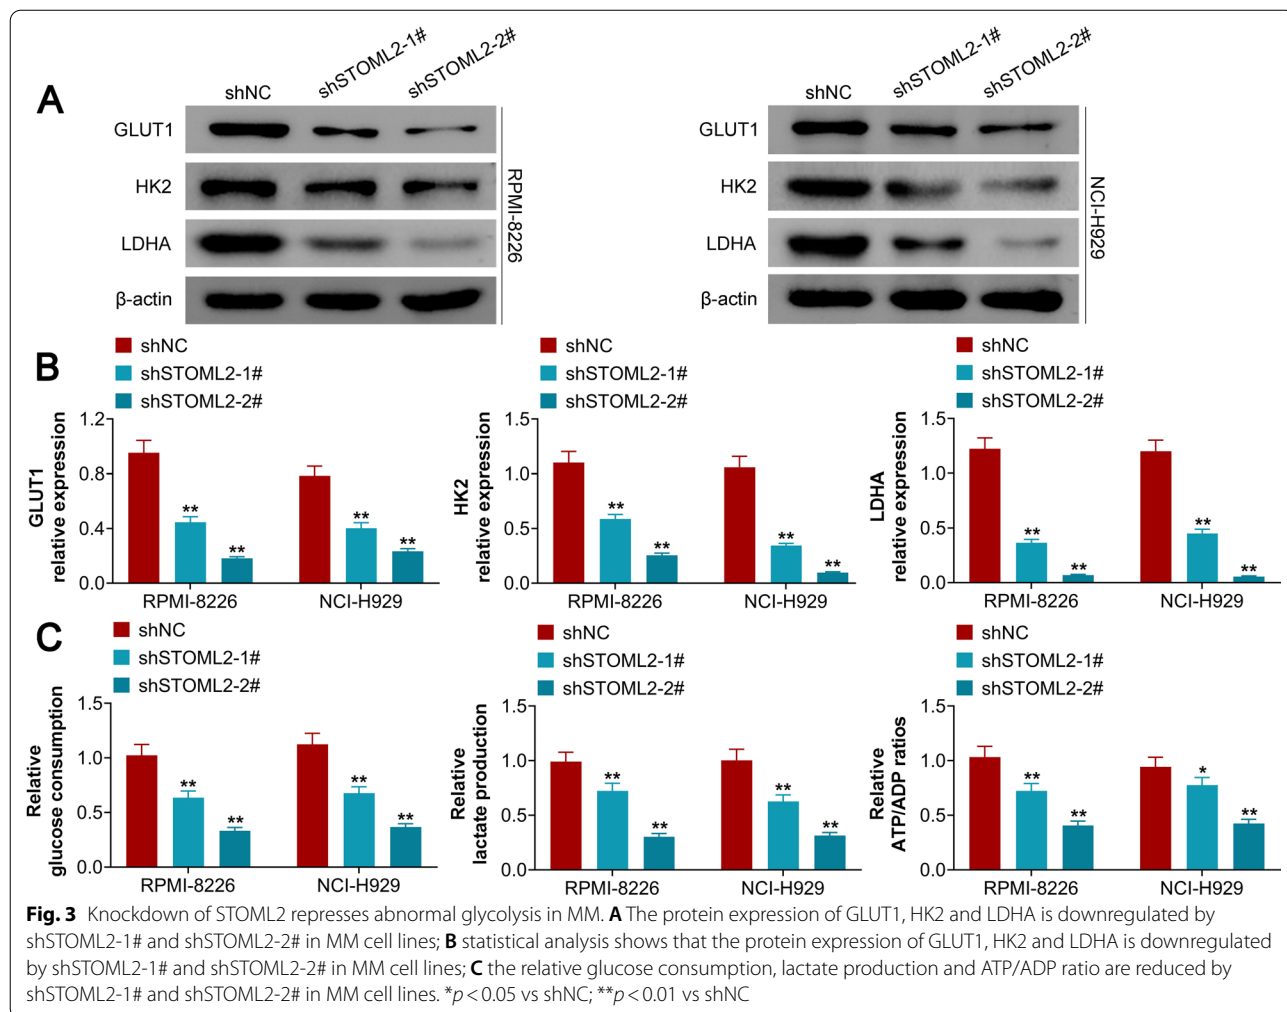 A
shNC
shSTOML2-1#
shSTOML2-2#
GLUT1
HK2
LDHA
β-actin
RPMI-8226
shNC
shSTOML2-1#
shSTOML2-2#
GLUT1
HK2
LDHA
β-actin
NCI-H929
B
shNC
shSTOML2-1#
shSTOML2-2#
GLUT1
relative expression
1.2
0.8
0.4
0.0
**
**
**
**
RPMI-8226
NCI-H929
shNC
shSTOML2-1#
shSTOML2-2#
HK2
relative expression
1.5
1.0
0.5
0.0
**
**
**
**
RPMI-8226
NCI-H929
shNC
shSTOML2-1#
shSTOML2-2#
LDHA
relative expression
1.5
1.0
0.5
0.0
**
**
**
**
RPMI-8226
NCI-H929
C
shNC
shSTOML2-1#
shSTOML2-2#
Relative
glucose consumption
1.5
1.0
0.5
0.0
**
**
**
**
RPMI-8226
NCI-H929
shNC
shSTOML2-1#
shSTOML2-2#
Relative
lactate production
1.5
1.0
0.5
0.0
**
**
**
**
RPMI-8226
NCI-H929
shNC
shSTOML2-1#
shSTOML2-2#
Relative
ATP/ADP ratios
1.5
1.0
0.5
0.0
**
**
*
**
RPMI-8226
NCI-H929
Fig. 3 Knockdown of STOML2 represses abnormal glycolysis in MM. A The protein expression of GLUT1, HK2 and LDHA is downregulated by
shSTOML2-1# and shSTOML2-2# in MM cell lines; B statistical analysis shows that the protein expression of GLUT1, HK2 and LDHA is downregulated
by shSTOML2-1# and shSTOML2-2# in MM cell lines; C the relative glucose consumption, lactate production and ATP/ADP ratio are reduced by
shSTOML2-1# and shSTOML2-2# in MM cell lines. *p < 0.05 vs shNC; **p < 0.01 vs shNC